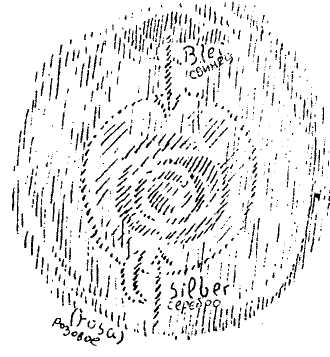 Blei
свинец
Silber
серебро
(rosa)
розовое